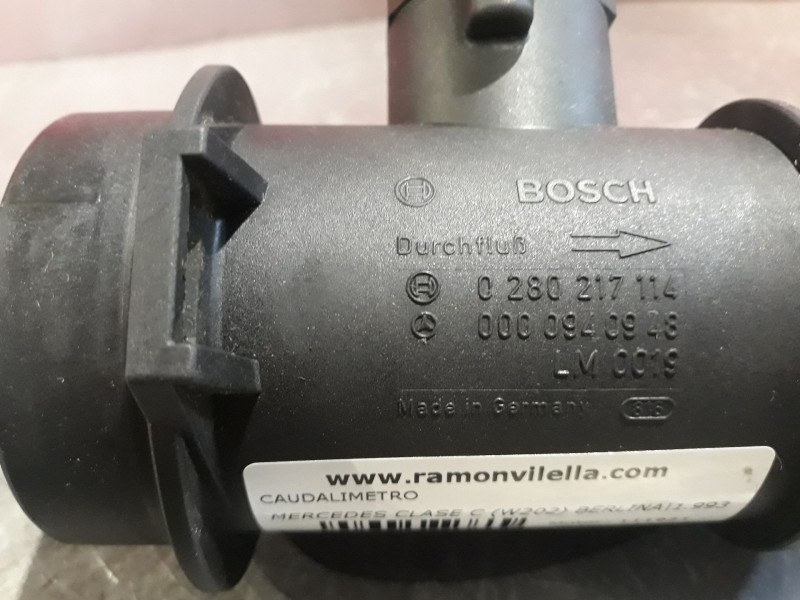 BOSCH
Durchfluß
0 280 217 114
000 094 09 48
LM 0019
Made in Germany
www.ramonvilella.com
CAUDALIMETRO
MERCEDES CLASE C (W202) BERLINA|1.993